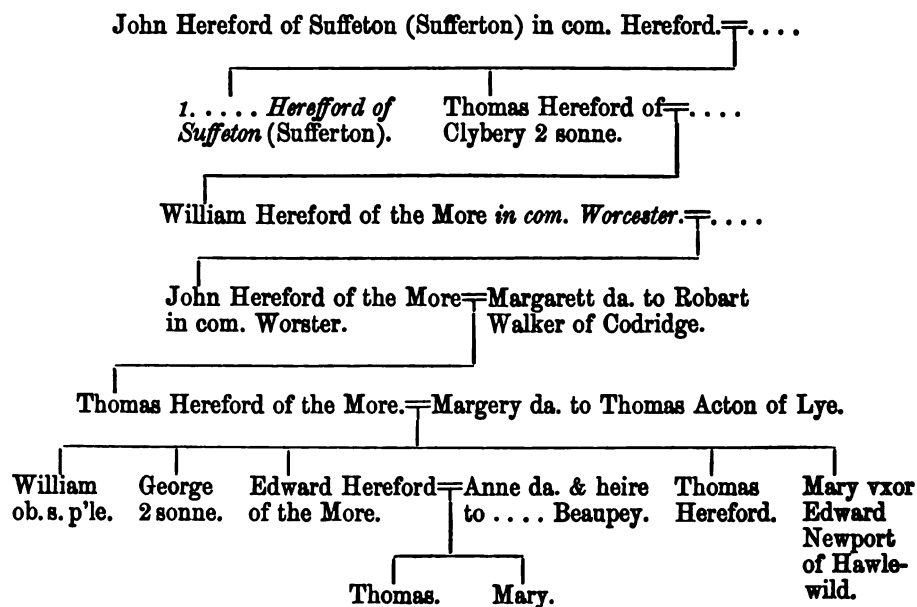 John Hereford of Suffeton (Sufferton) in com. Hereford.=. . . .
1. . . . . Herefford of
Suffeton (Sufferton).
Thomas Hereford of=. . . .
Clybery 2 sonne.
William Hereford of the More in com. Worcester.=. . . .
John Hereford of the More=Margarett da. to Robart
in com. Worster.
Walker of Codridge.
Thomas Hereford of the More.=Margery da. to Thomas Acton of Lye.
William
ob. s. p'le.
George
2 sonne.
Edward Hereford=Anne da. & heire
of the More.
to . . . . Beaupey.
Thomas
Hereford.
Mary vxor
Edward
Newport
of Hawle-
wild.
Thomas.
Mary.